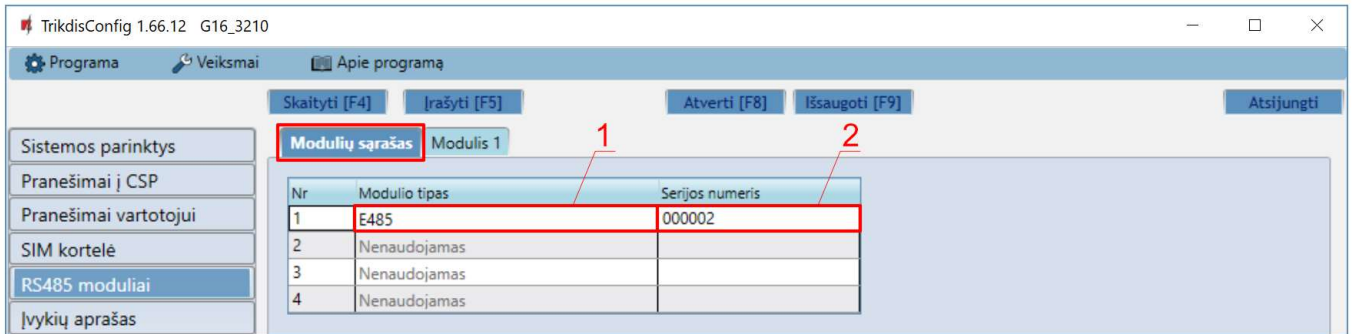 TrikdisConfig 1.66.12 G16_3210
Programa Veiksmai Apie programą
Skaityti [F4] Įrašyti [F5] Atverti [F8] Išsaugoti [F9] Atsijungti
Sistemos parinktys
Pranešimai į CSP
Pranešimai vartotojui
SIM kortelė
RS485 moduliai
Įvykių aprašas
Modulių sąrašas Modulis 1
1 2
Nr Modulio tipas Serijos numeris
1 E485 000002
2 Nenaudojamas
3 Nenaudojamas
4 Nenaudojamas